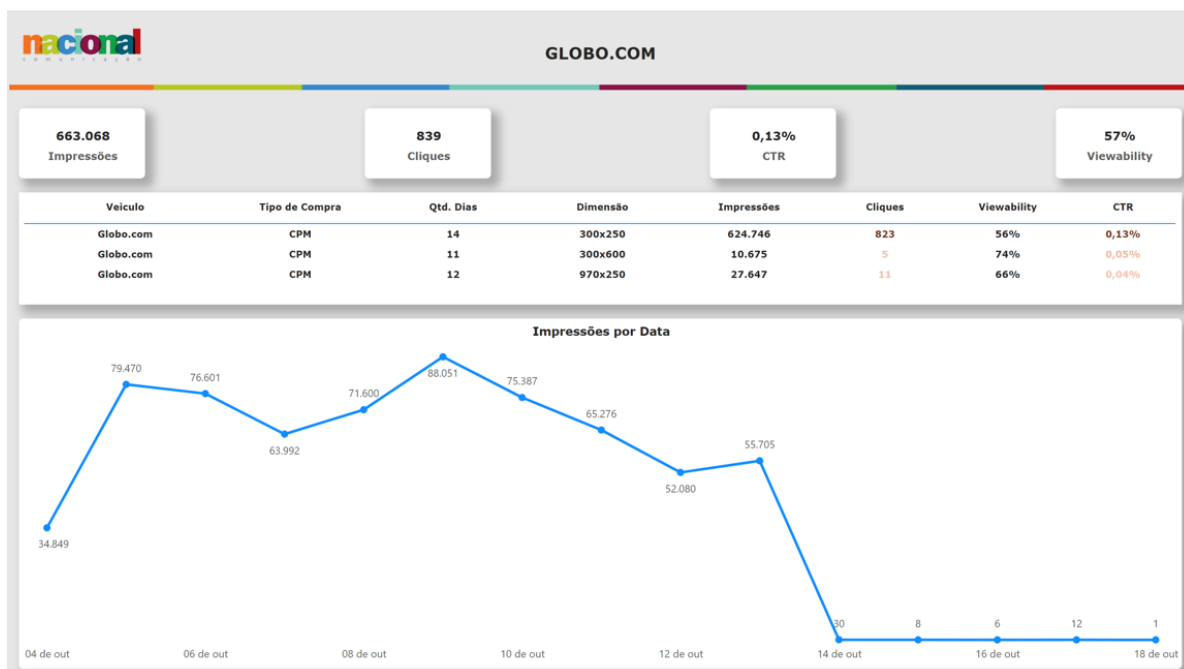 nacional
comunicação
GLOBO.COM
663.068
Impressões
839
Cliques
0,13%
CTR
57%
Viewability
Veiculo Tipo de Compra Qtd. Dias Dimensão Impressões Cliques Viewability CTR
Globo.com CPM 14 300x250 624.746 823 56% 0,13%
Globo.com CPM 11 300x600 10.675 5 74% 0,05%
Globo.com CPM 12 970x250 27.647 11 66% 0,04%
Impressões por Data
34.849
79.470
76.601
63.992
71.600
88.051
75.387
65.276
52.080
55.705
30
8
6
12
1
04 de out 06 de out 08 de out 10 de out 12 de out 14 de out 16 de out 18 de out